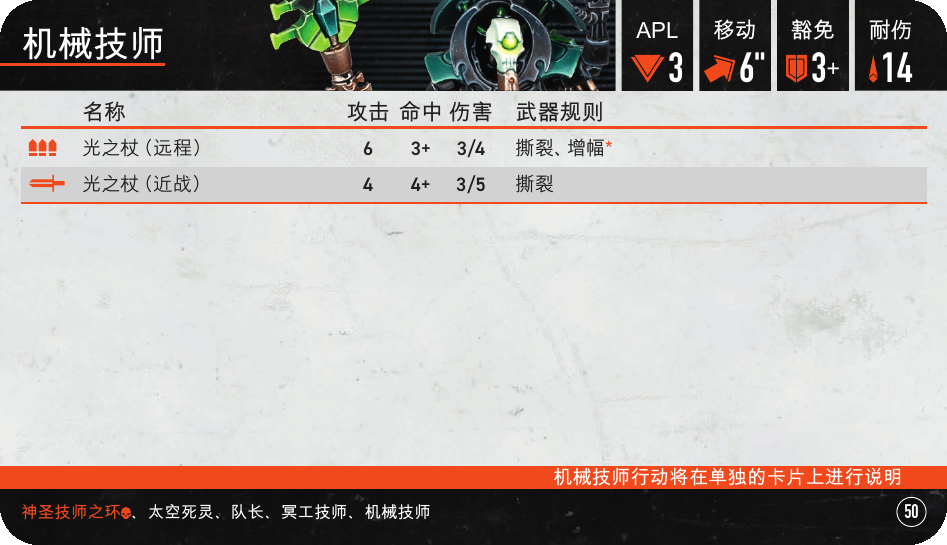 机械技师
APL 移动 豁免 耐伤
3 6" 3+ 14
名称 攻击 命中 伤害 武器规则
光之杖（远程） 6 3+ 3/4 撕裂、增幅*
光之杖（近战） 4 4+ 3/5 撕裂
机械技师行动将在单独的卡片上进行说明
神圣技师之环、太空死灵、队长、冥工技师、机械技师
50